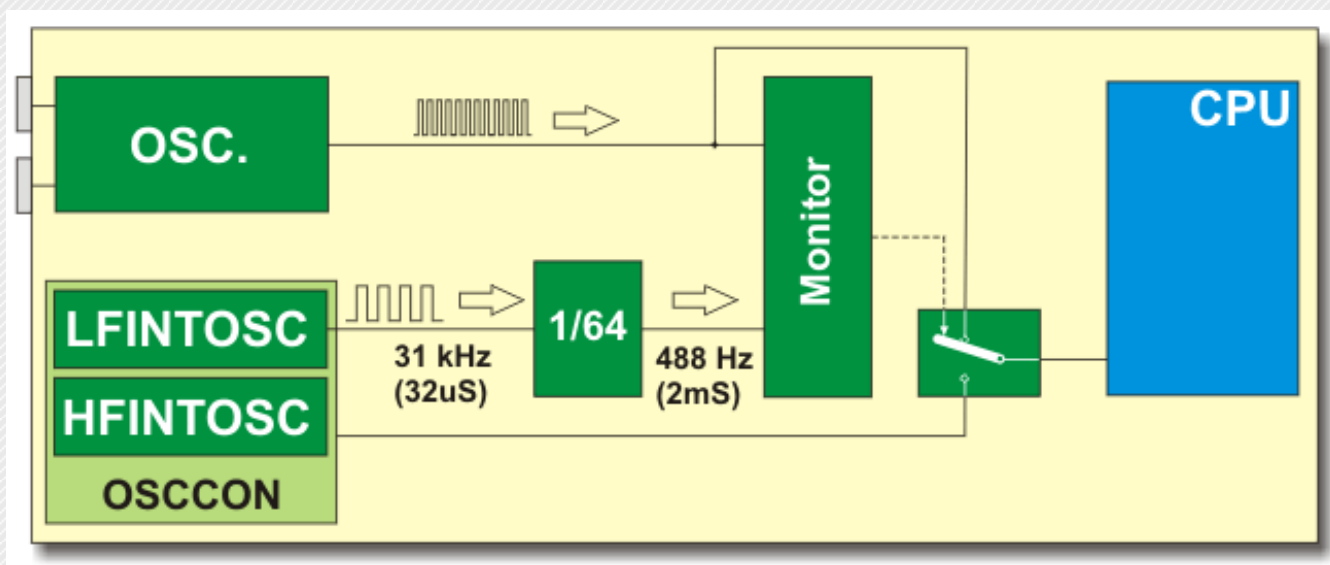 OSC.
Monitor
CPU
LFINTOSC
31 kHz
(32uS)
1/64
488 Hz
(2mS)
HFINTOSC
OSCCON